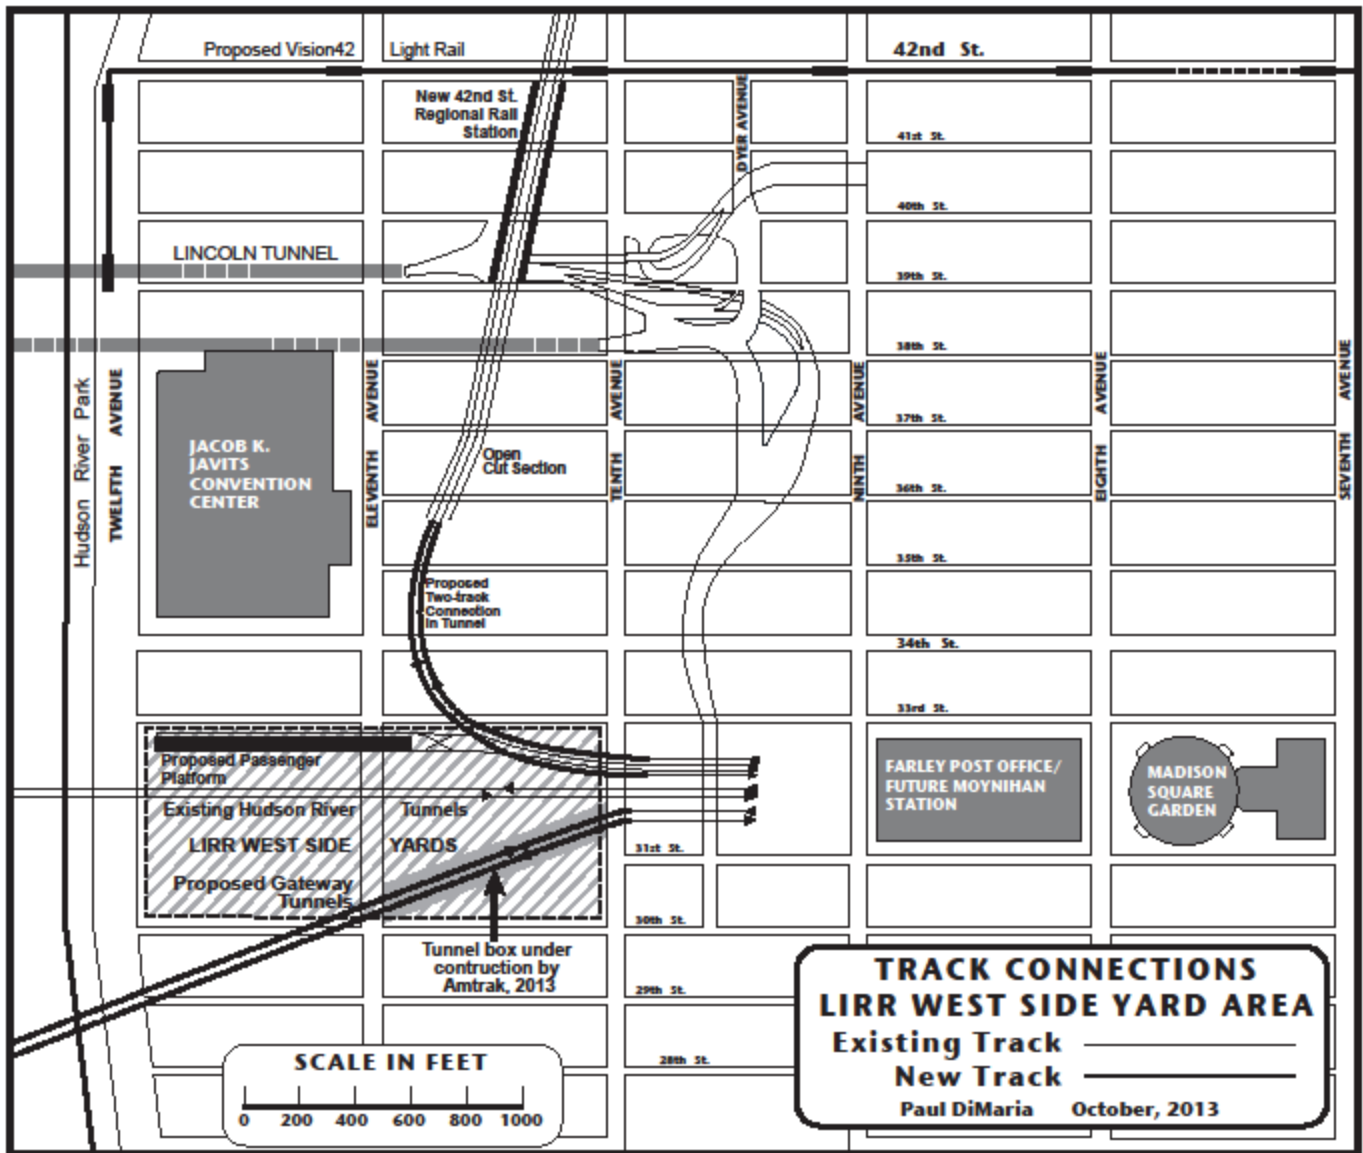 Proposed Vision42 Light Rail
42nd St.
New 42nd St.
Regional Rail
Station
DYER AVENUE
41st St.
40th St.
LINCOLN TUNNEL
39th St.
38th St.
Hudson River Park
TWELFTH AVENUE
JACOB K.
JAVITS
CONVENTION
CENTER
ELEVENTH AVENUE
TENTH AVENUE
NINTH AVENUE
EIGHTH AVENUE
SEVENTH AVENUE
37th St.
Open
Cut Section
36th St.
35th St.
Proposed
Two-track
Connection
In Tunnel
34th St.
33rd St.
Proposed Passenger
Platform
Existing Hudson River Tunnels
LIRR WEST SIDE YARDS
Proposed Gateway
Tunnels
FARLEY POST OFFICE/
FUTURE MOYNIHAN
STATION
MADISON
SQUARE
GARDEN
31st St.
30th St.
Tunnel box under
contruction by
Amtrak, 2013
29th St.
28th St.
SCALE IN FEET
0 200 400 600 800 1000
TRACK CONNECTIONS
LIRR WEST SIDE YARD AREA
Existing Track
New Track
Paul DiMaria October, 2013